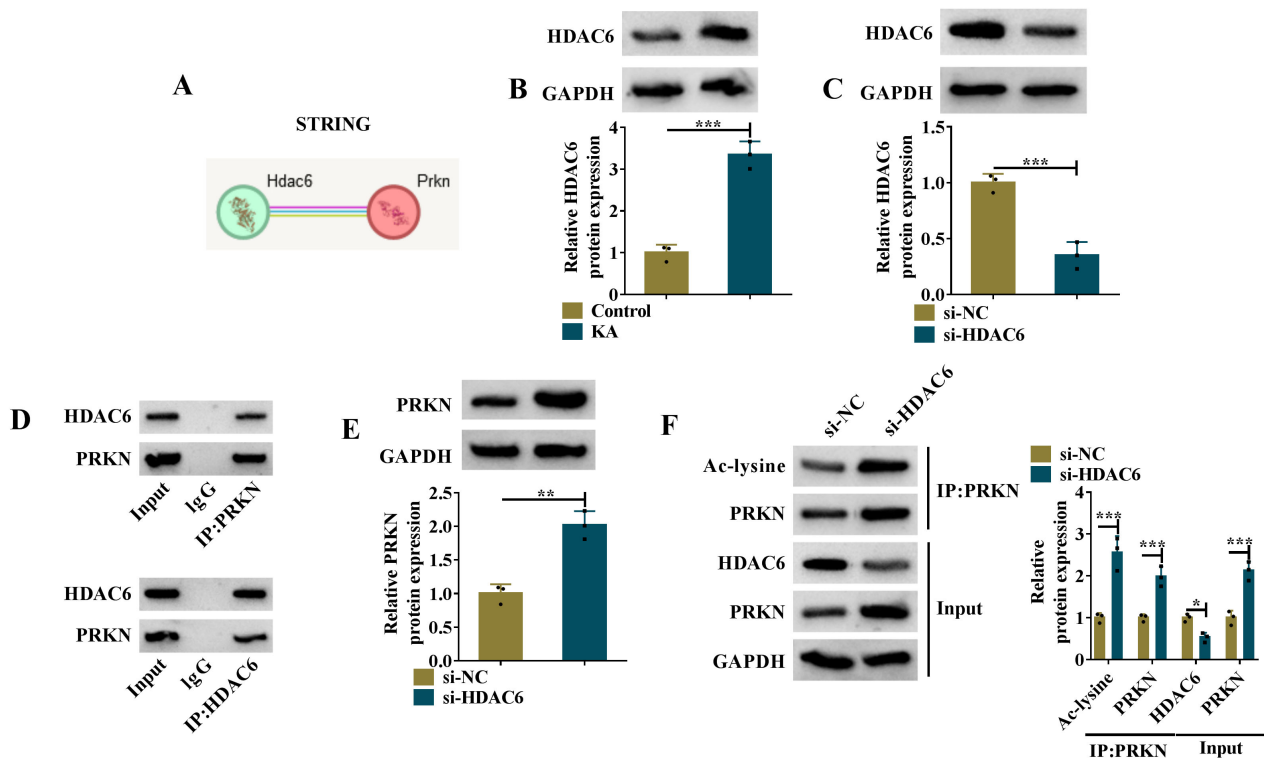 A
STRING
Hdac6
Prkn
B
HDAC6
GAPDH
Relative HDAC6
protein expression
4
3
2
1
0
***
Control
KA
C
HDAC6
GAPDH
Relative HDAC6
protein expression
1.5
1.0
0.5
0.0
***
si-NC
si-HDAC6
D
HDAC6
PRKN
Input
IgG
IP:PRKN
HDAC6
PRKN
Input
IgG
IP:HDAC6
E
PRKN
GAPDH
Relative PRKN
protein expression
2.5
2.0
1.5
1.0
0.5
0.0
**
si-NC
si-HDAC6
F
si-NC
si-HDAC6
Ac-lysine
PRKN
IP:PRKN
HDAC6
PRKN
GAPDH
Input
si-NC
si-HDAC6
Relative
protein expression
4
3
2
1
0
***
***
*
***
Ac-lysine
PRKN
HDAC6
PRKN
IP:PRKN
Input